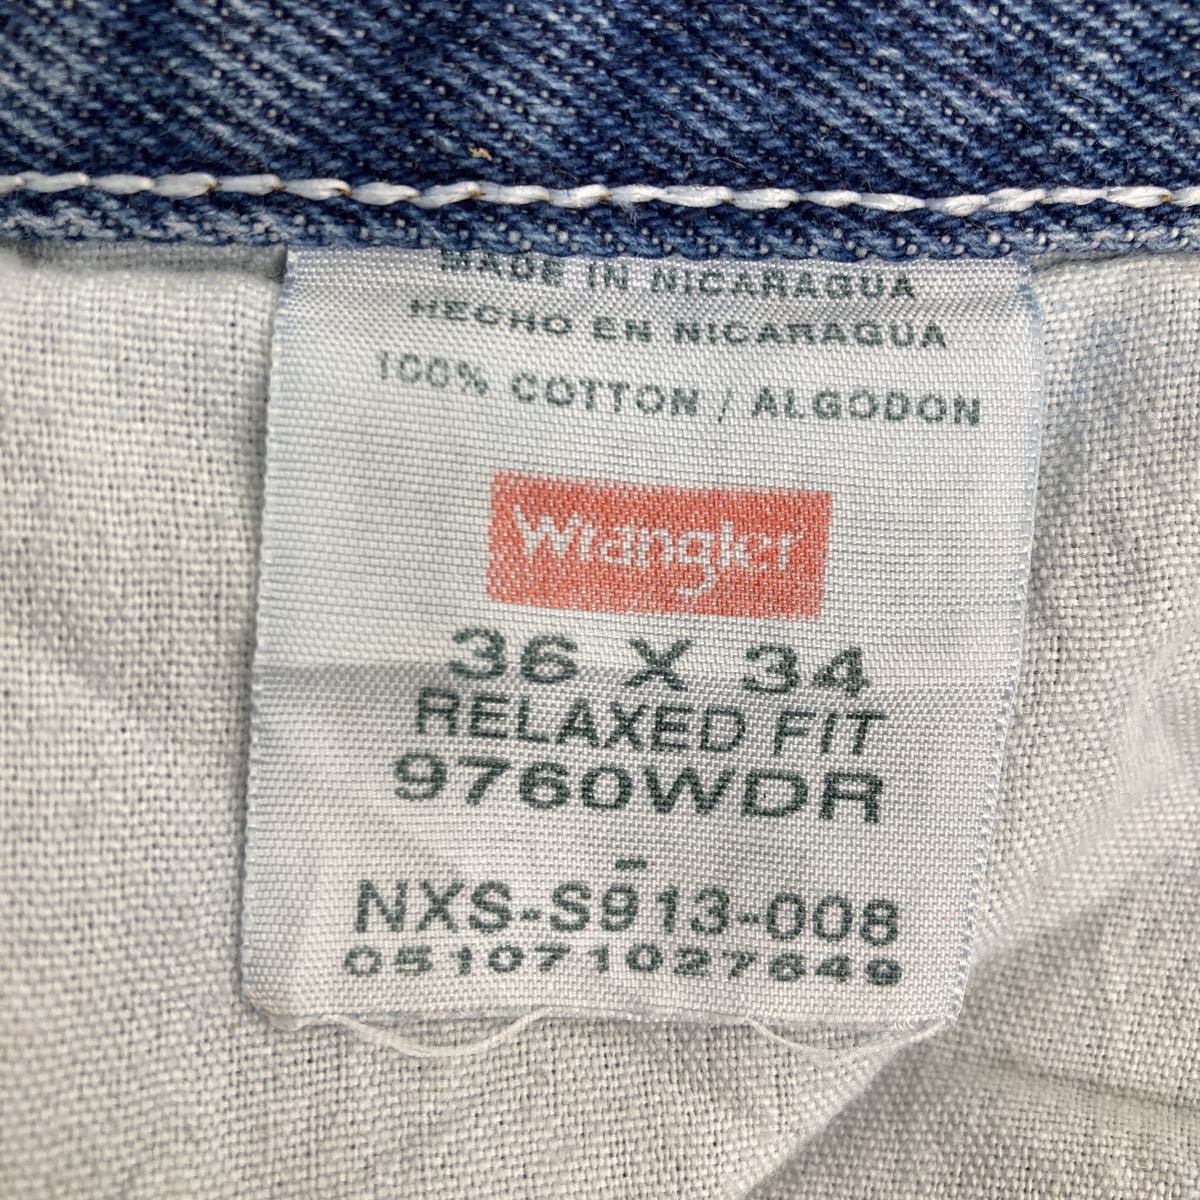 MADE IN NICARAGUA
HECHO EN NICARAGUA
100% COTTON / ALGODON
Wrangler
36 X 34
RELAXED FIT
9760WDR
-
NXS-S913-008
051071027649